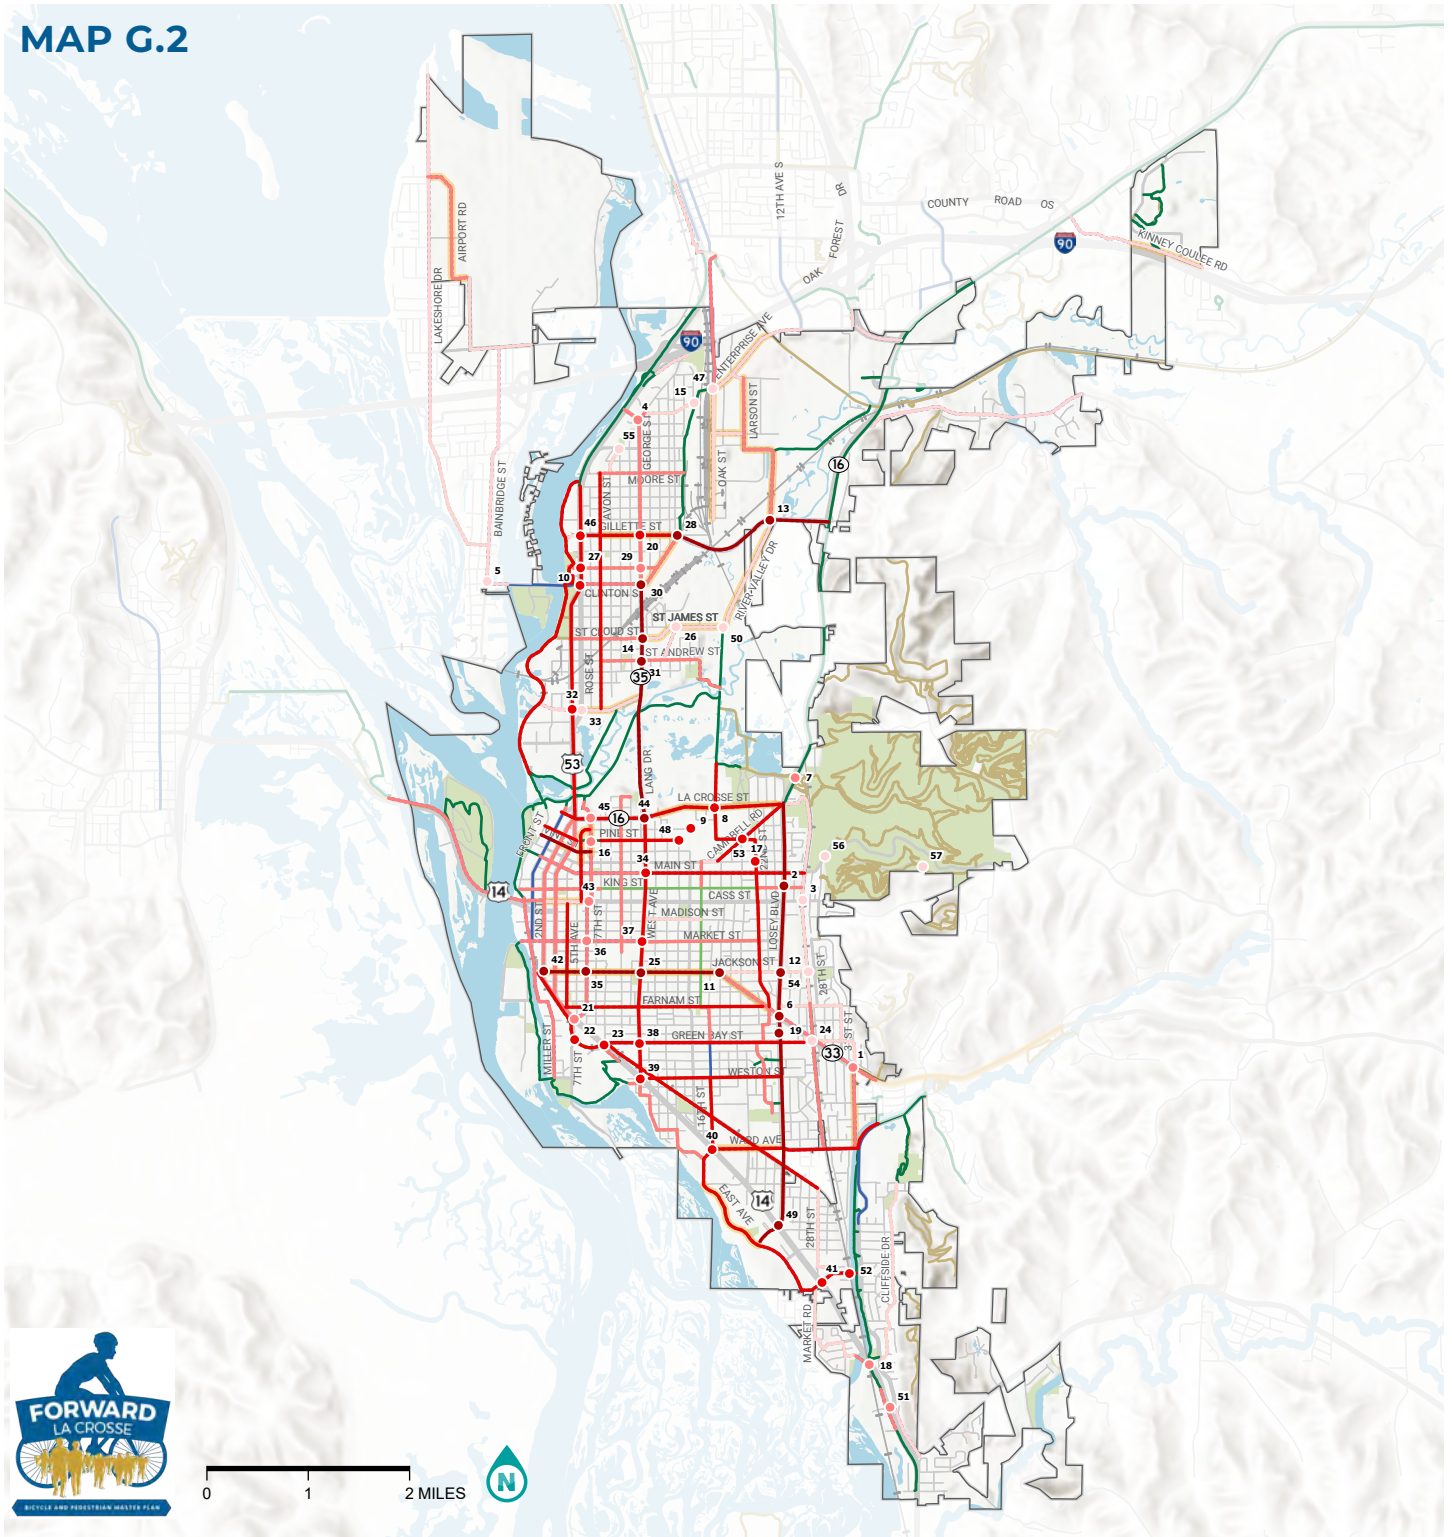 MAP G.2
12TH AVE S
DR
FOREST
OAK
COUNTY ROAD OS
90
KINNEY COULEE RD
AIRPORT RD
LAKESHORE DR
90
ENTERPRISE AVE
47
15
4
GEORGE ST
LARSON ST
55
16
MOORE ST
OAK ST
AVON ST
BAINBRIDGE ST
46
GILLETTE ST
28
13
20
27
29
5
10
CLINTON S
30
RIVER VALLEY DR
ST JAMES ST
ST CLOUD ST
26
50
14
ST ANDREW ST
31
35
ROSE ST
32
33
53
LANG DR
7
LA CROSSE ST
45
44
16
8
9
48
CAMPBELL RD
FRONT ST
VINE ST
PINE ST
22ND ST
16
53
17
56
34
MAIN ST
57
2
14
KING ST
43
CASS ST
3
MADISON ST
2ND ST
5TH AVE
7TH ST
WEST AVE
LOSEY BLVD
37
MARKET ST
36
42
25
JACKSON ST
12
28TH ST
35
11
54
FARNAM ST
21
6
22
23
38
GREEN BAY ST
19
24
33
1
MILLER ST
7TH ST
39
WESTON ST
16TH ST
40
WARD AVE
EAST AVE
14
49
28TH ST
CLIFFSIDE DR
41
52
MARKET RD
18
51
FORWARD
LA CROSSE
BICYCLE AND PEDESTRIAN MASTER PLAN
0 1 2 MILES
N